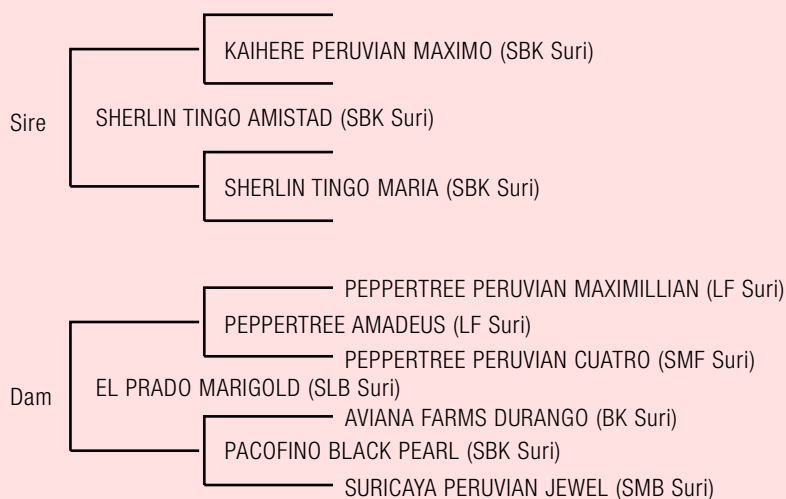 KAIHERE PERUVIAN MAXIMO (SBK Suri)
Sire
SHERLIN TINGO AMISTAD (SBK Suri)
SHERLIN TINGO MARIA (SBK Suri)
PEPPERTREE PERUVIAN MAXIMILLIAN (LF Suri)
PEPPERTREE AMADEUS (LF Suri)
PEPPERTREE PERUVIAN CUATRO (SMF Suri)
Dam
EL PRADO MARIGOLD (SLB Suri)
AVIANA FARMS DURANGO (BK Suri)
PACOFINO BLACK PEARL (SBK Suri)
SURICAYA PERUVIAN JEWEL (SMB Suri)